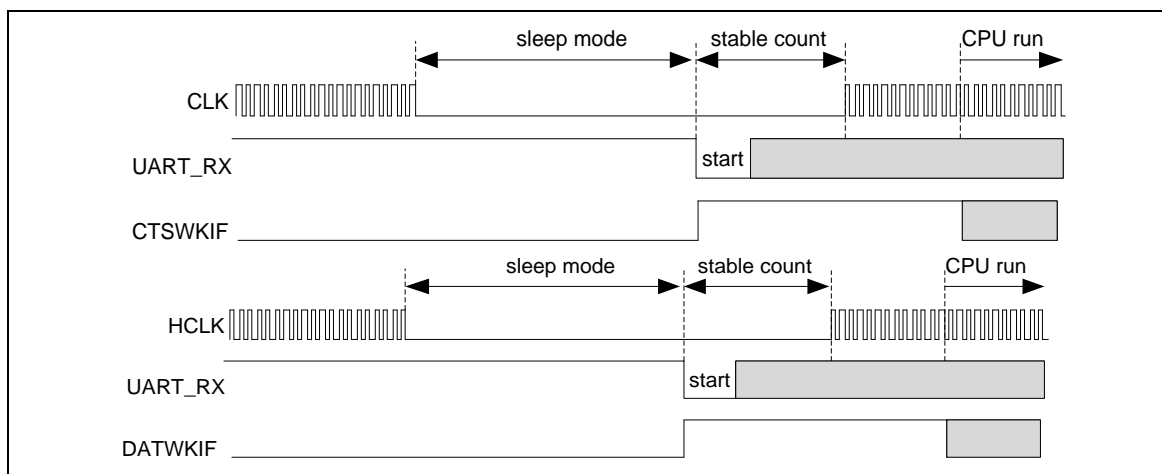 sleep mode stable count CPU run
CLK
start
UART_RX
CTSWKIF
sleep mode stable count CPU run
HCLK
start
UART_RX
DATWKIF